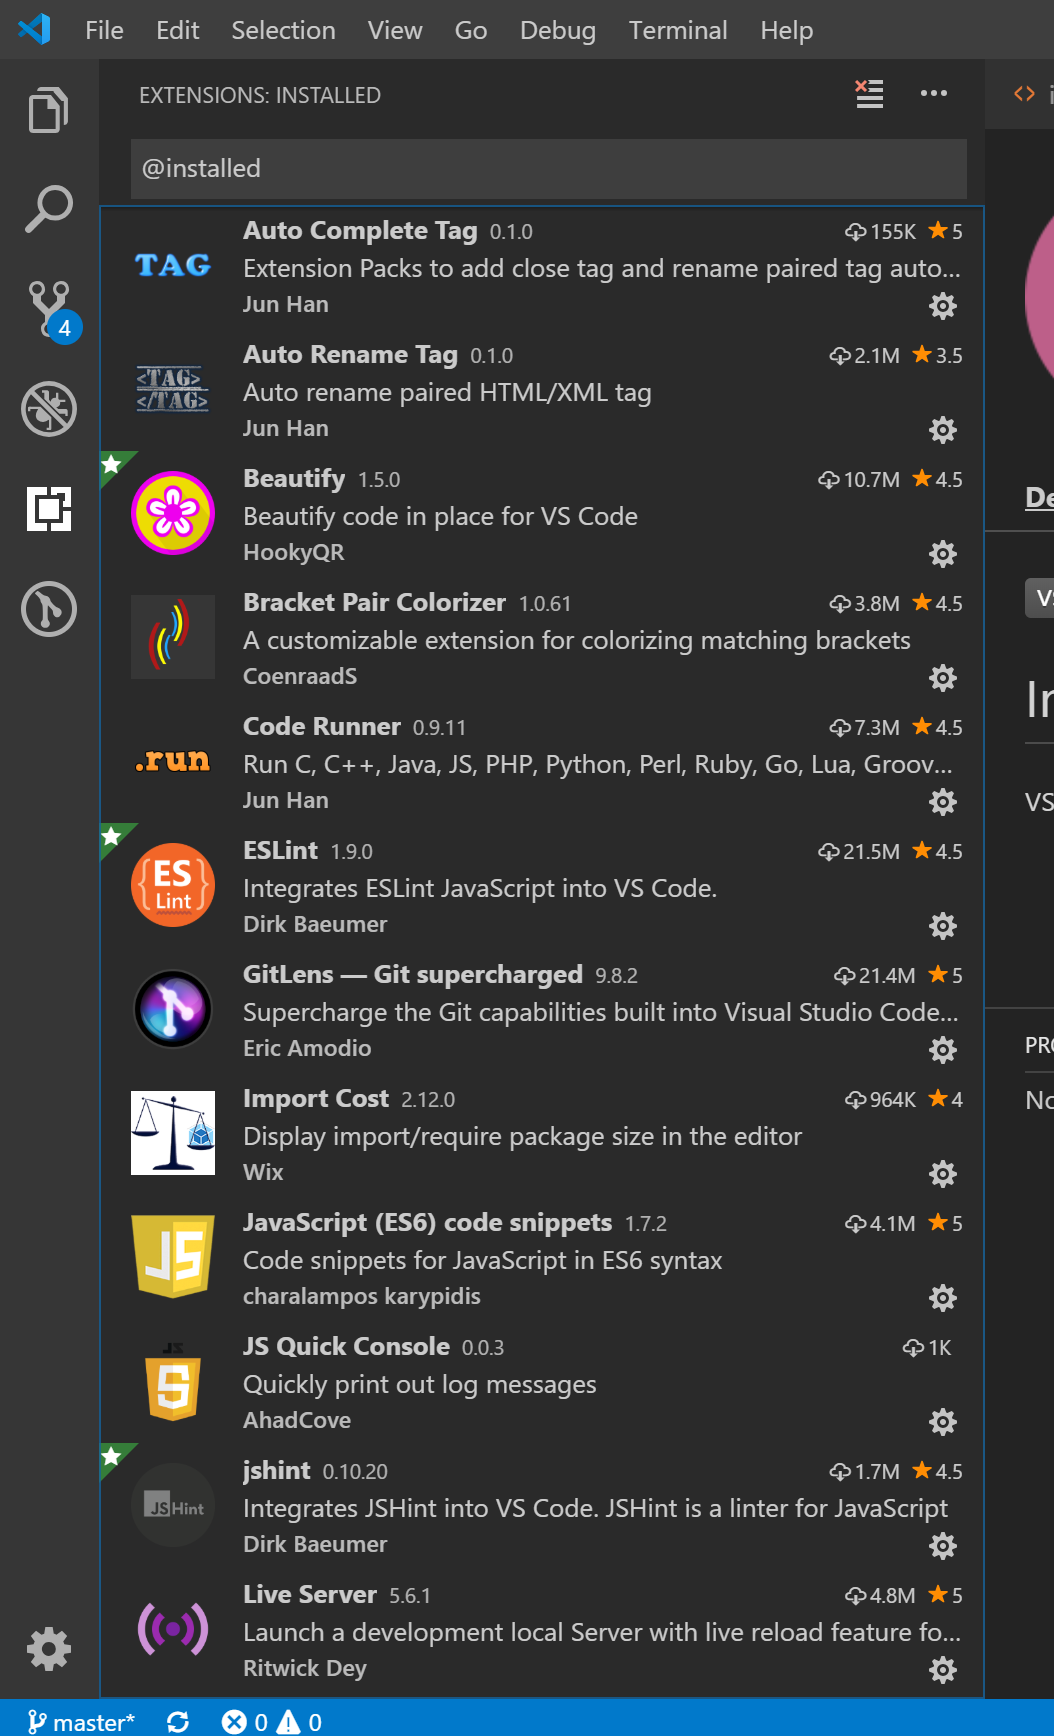 File Edit Selection View Go Debug Terminal Help
EXTENSIONS: INSTALLED
@installed
Auto Complete Tag 0.1.0 155K 5
TAG
Extension Packs to add close tag and rename paired tag auto...
Jun Han
4
Auto Rename Tag 0.1.0 2.1M 3.5
<TAG>
</TAG>
Auto rename paired HTML/XML tag
Jun Han
Beautify 1.5.0 10.7M 4.5
Beautify code in place for VS Code
HookyQR
Bracket Pair Colorizer 1.0.61 3.8M 4.5
A customizable extension for colorizing matching brackets
CoenraadS
Code Runner 0.9.11 7.3M 4.5
.run
Run C, C++, Java, JS, PHP, Python, Perl, Ruby, Go, Lua, Groov...
Jun Han
ESLint 1.9.0 21.5M 4.5
{ES Lint}
Integrates ESLint JavaScript into VS Code.
Dirk Baeumer
GitLens — Git supercharged 9.8.2 21.4M 5
Supercharge the Git capabilities built into Visual Studio Code...
Eric Amodio
Import Cost 2.12.0 964K 4
Display import/require package size in the editor
Wix
JavaScript (ES6) code snippets 1.7.2 4.1M 5
JS
Code snippets for JavaScript in ES6 syntax
charalampos karypidis
JS Quick Console 0.0.3 1K
JS
5
Quickly print out log messages
AhadCove
jshint 0.10.20 1.7M 4.5
JSHint
Integrates JSHint into VS Code. JSHint is a linter for JavaScript
Dirk Baeumer
Live Server 5.6.1 4.8M 5
Launch a development local Server with live reload feature fo...
Ritwick Dey
De
VS
In
VS
PRO
No
master* 0 0